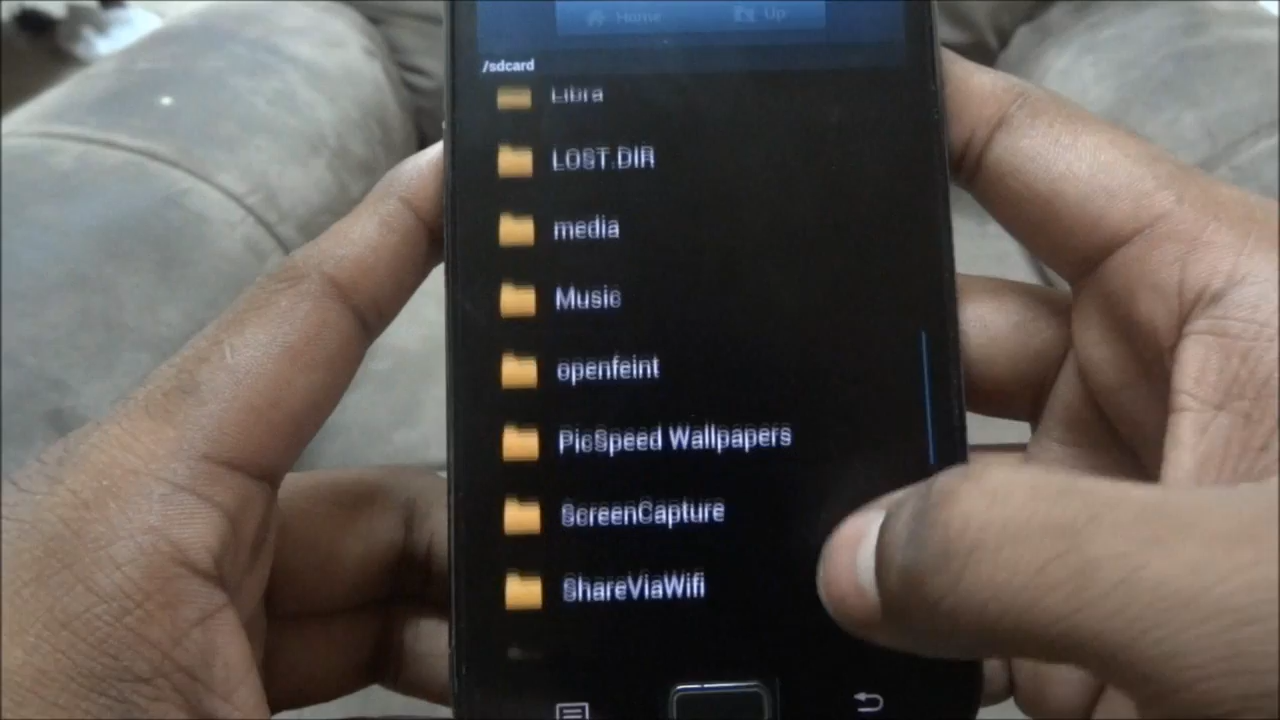 Home Up
/sdcard
Libra
LOST.DIR
media
Music
openfeint
PicSpeed Wallpapers
ScreenCapture
ShareViaWifi